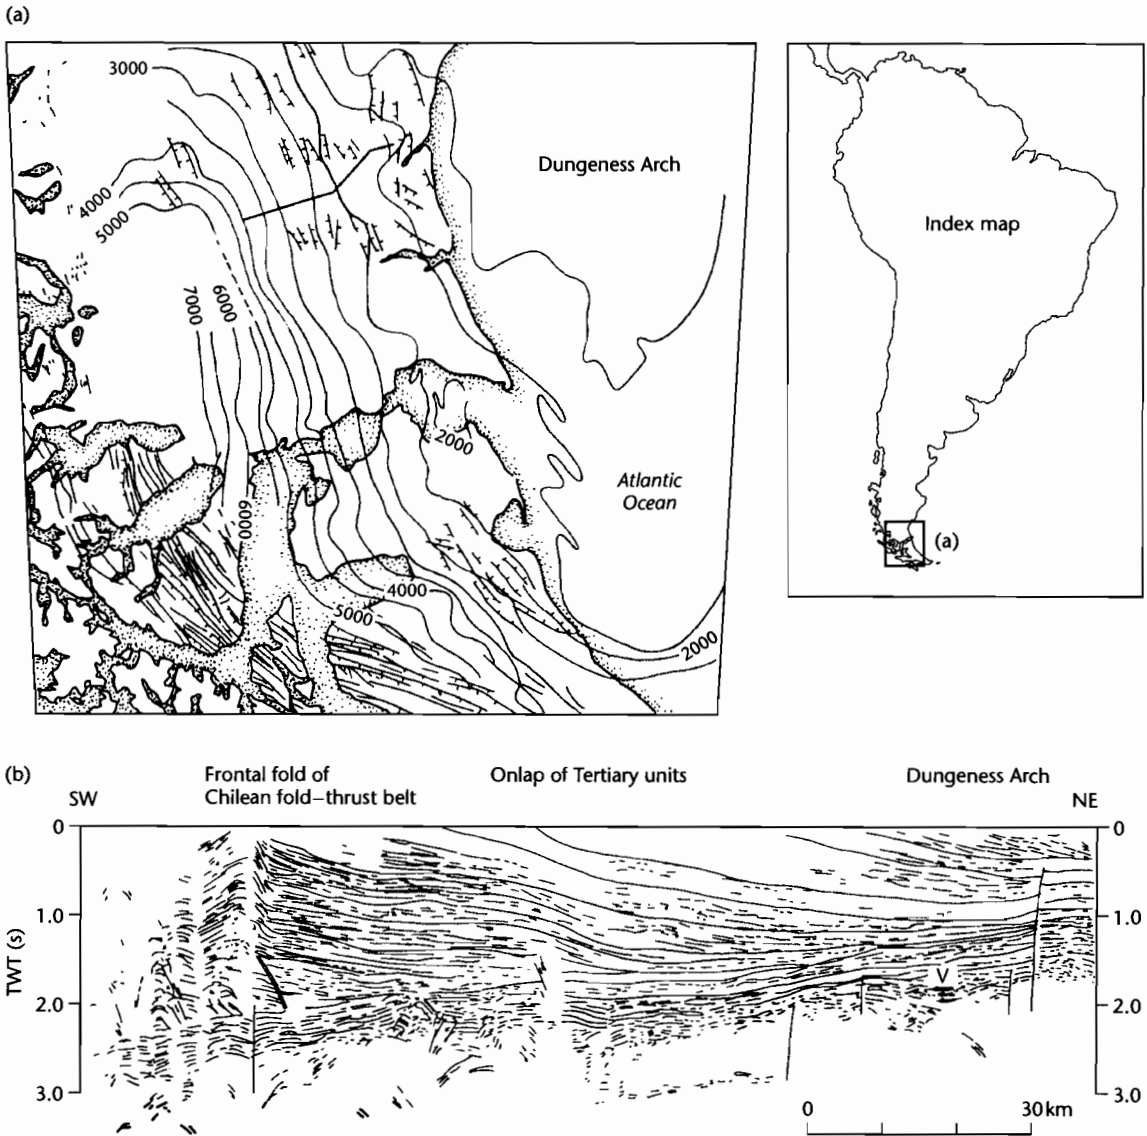 (a)
3000
Dungeness Arch
Index map
4000
5000
7000
6000
2000
Atlantic
Ocean
6000
(a)
4000
5000
2000
(b)
Frontal fold of
Chilean fold–thrust belt
Onlap of Tertiary units
Dungeness Arch
SW
NE
0
0
1.0
1.0
TWT (s)
V
2.0
2.0
3.0
3.0
0
30 km